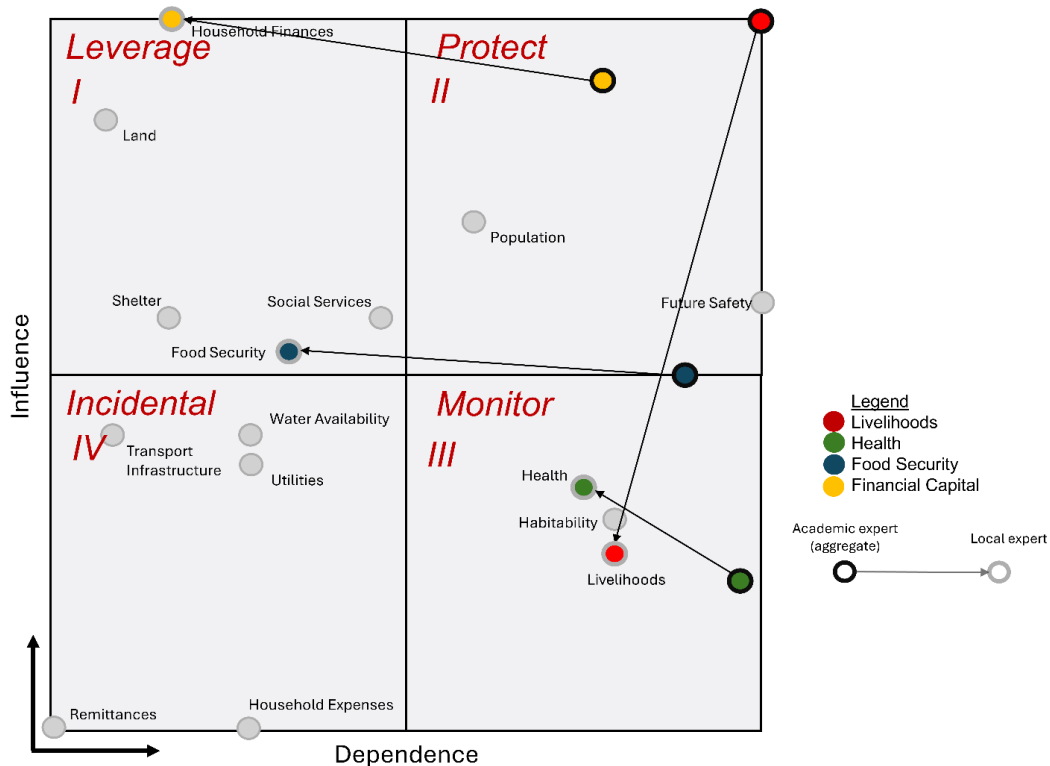 Household Finances
Leverage
I
Protect
II
Land
Population
Shelter
Social Services
Future Safety
Food Security
Influence
Incidental
IV
Water Availability
Transport
Infrastructure
Utilities
Monitor
III
Health
Habitability
Livelihoods
Remittances
Household Expenses
Dependence
Legend
Livelihoods
Health
Food Security
Financial Capital
Academic expert
(aggregate)
Local expert